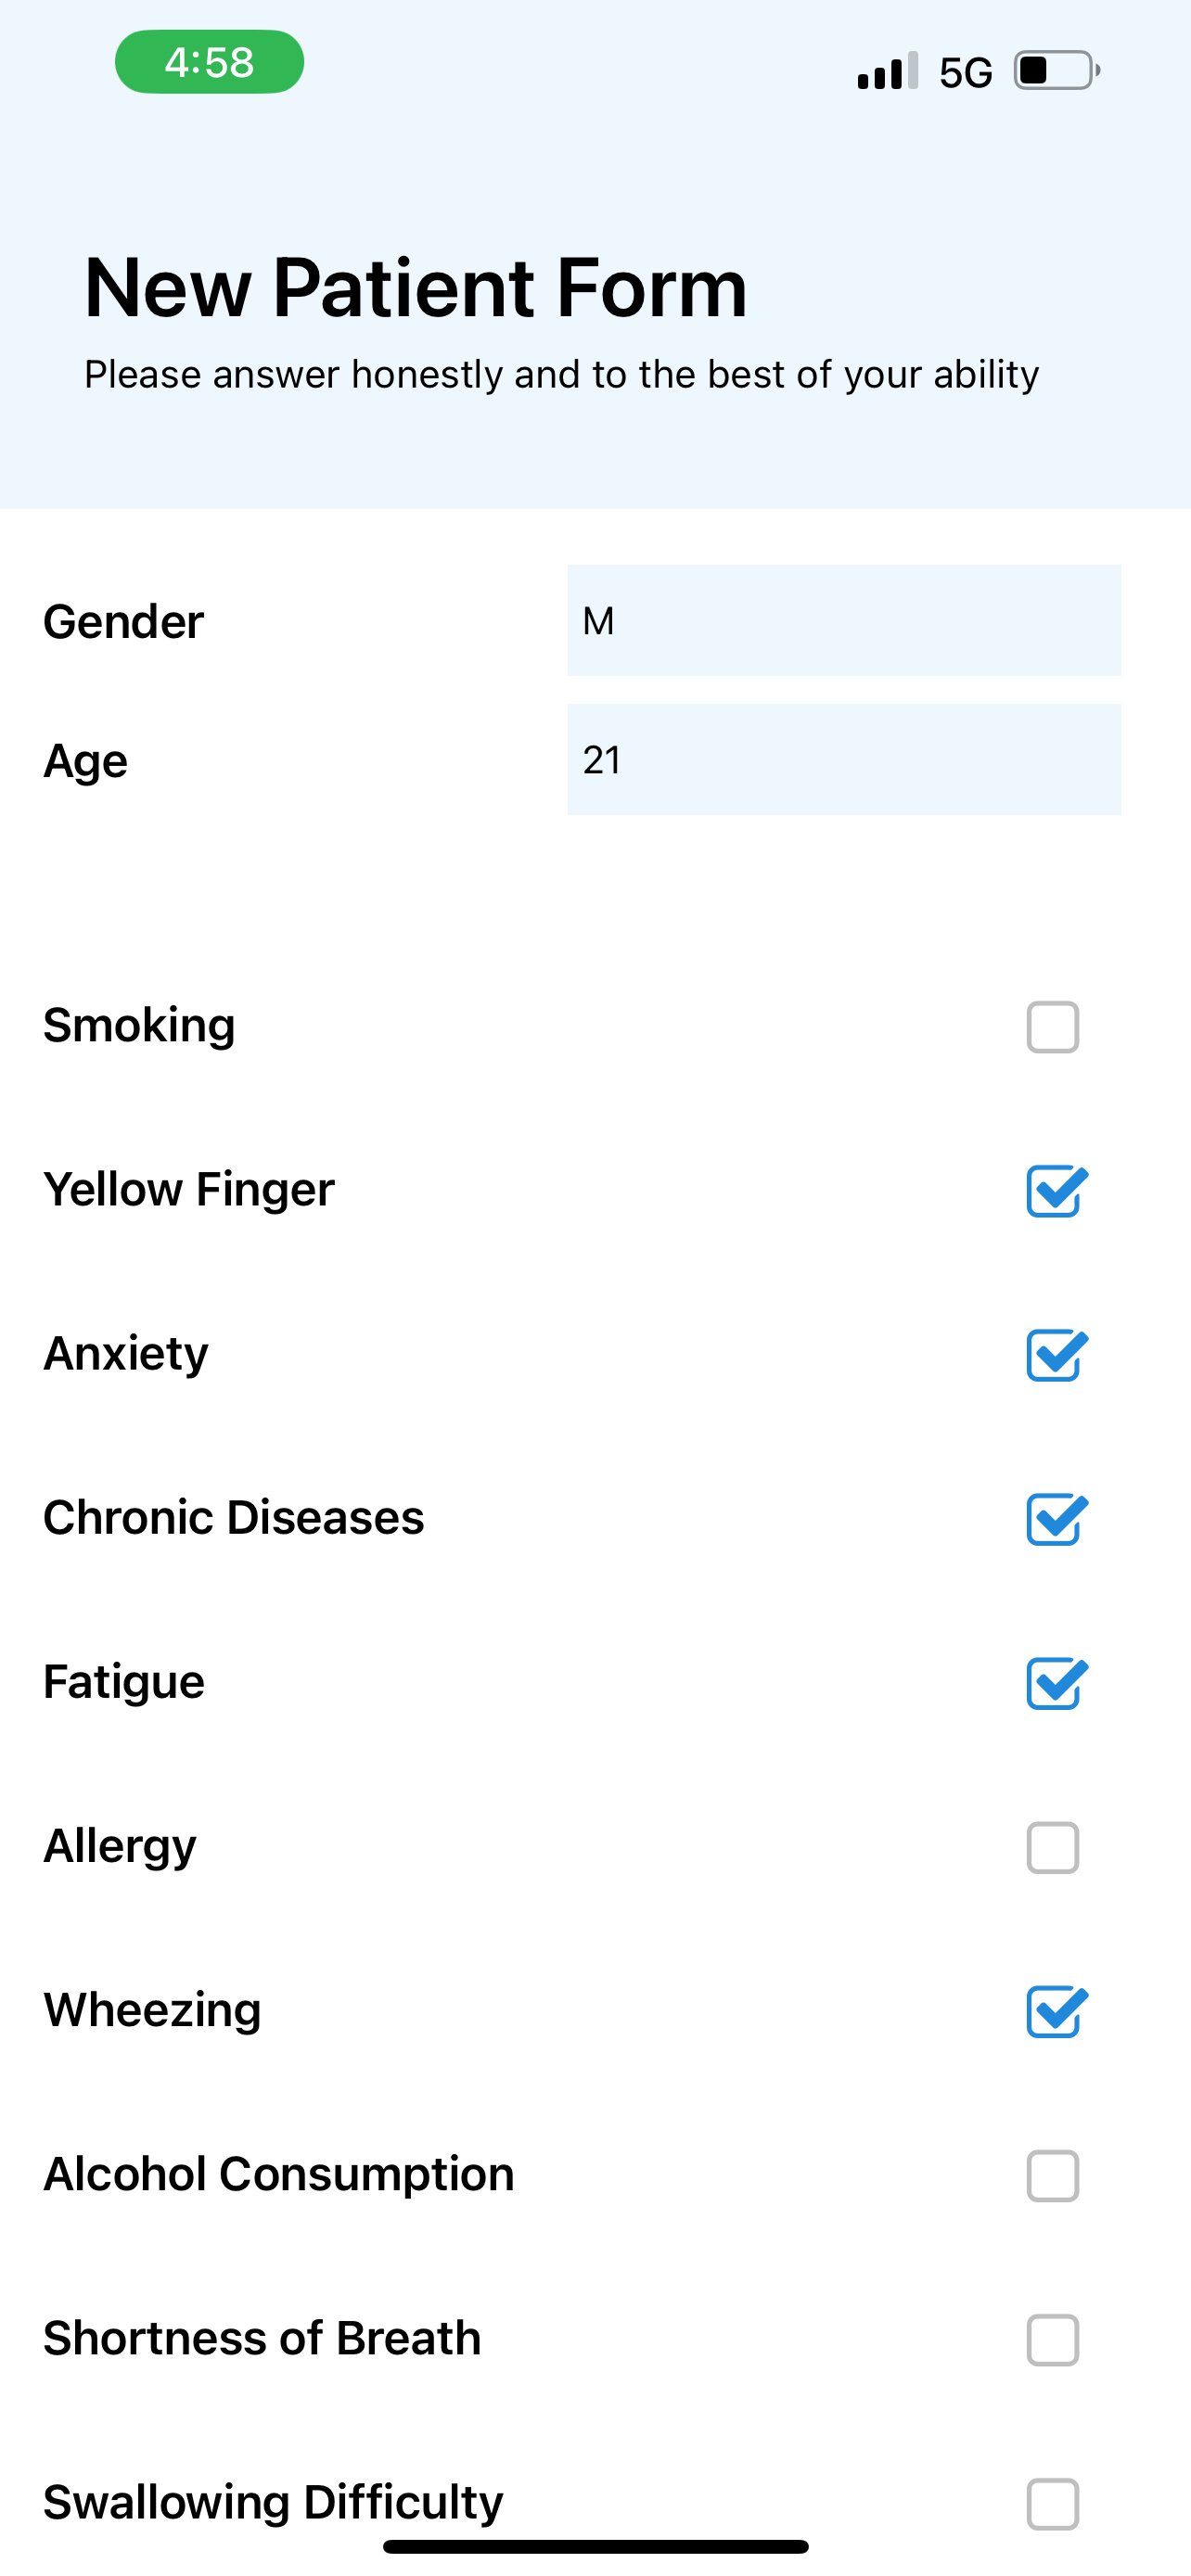 4:58
5G
New Patient Form
Please answer honestly and to the best of your ability
Gender
M
Age
21
Smoking
Yellow Finger
Anxiety
Chronic Diseases
Fatigue
Allergy
Wheezing
Alcohol Consumption
Shortness of Breath
Swallowing Difficulty